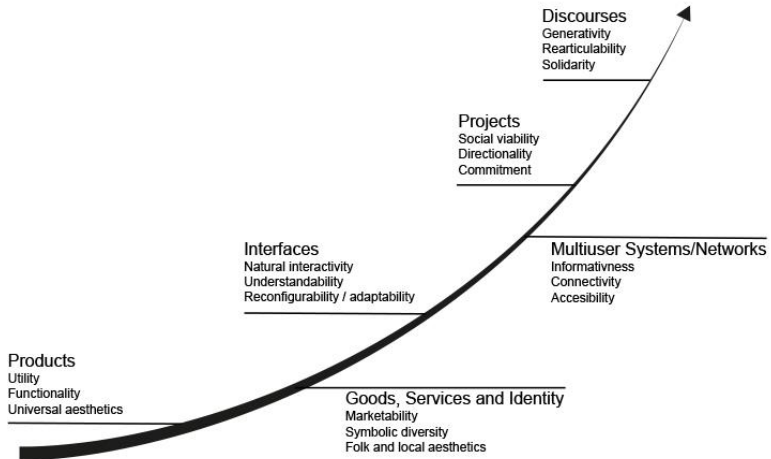 Discourses
Generativity
Rearticulability
Solidarity
Projects
Social viability
Directionality
Commitment
Multiuser Systems/Networks
Informativness
Connectivity
Accesibility
Interfaces
Natural interactivity
Understandability
Reconfigurability / adaptability
Goods, Services and Identity
Marketability
Symbolic diversity
Folk and local aesthetics
Products
Utility
Functionality
Universal aesthetics